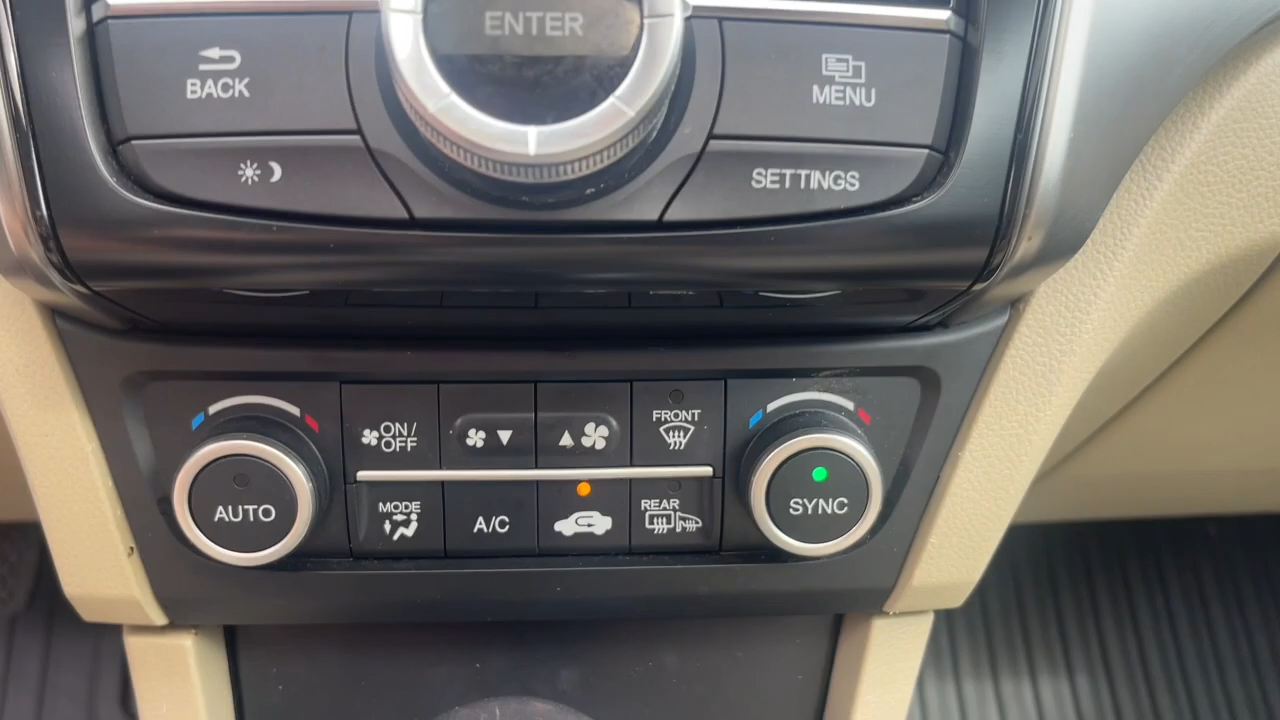 ENTER
BACK
MENU
SETTINGS
ON/
OFF
FRONT
AUTO
MODE
A/C
REAR
SYNC